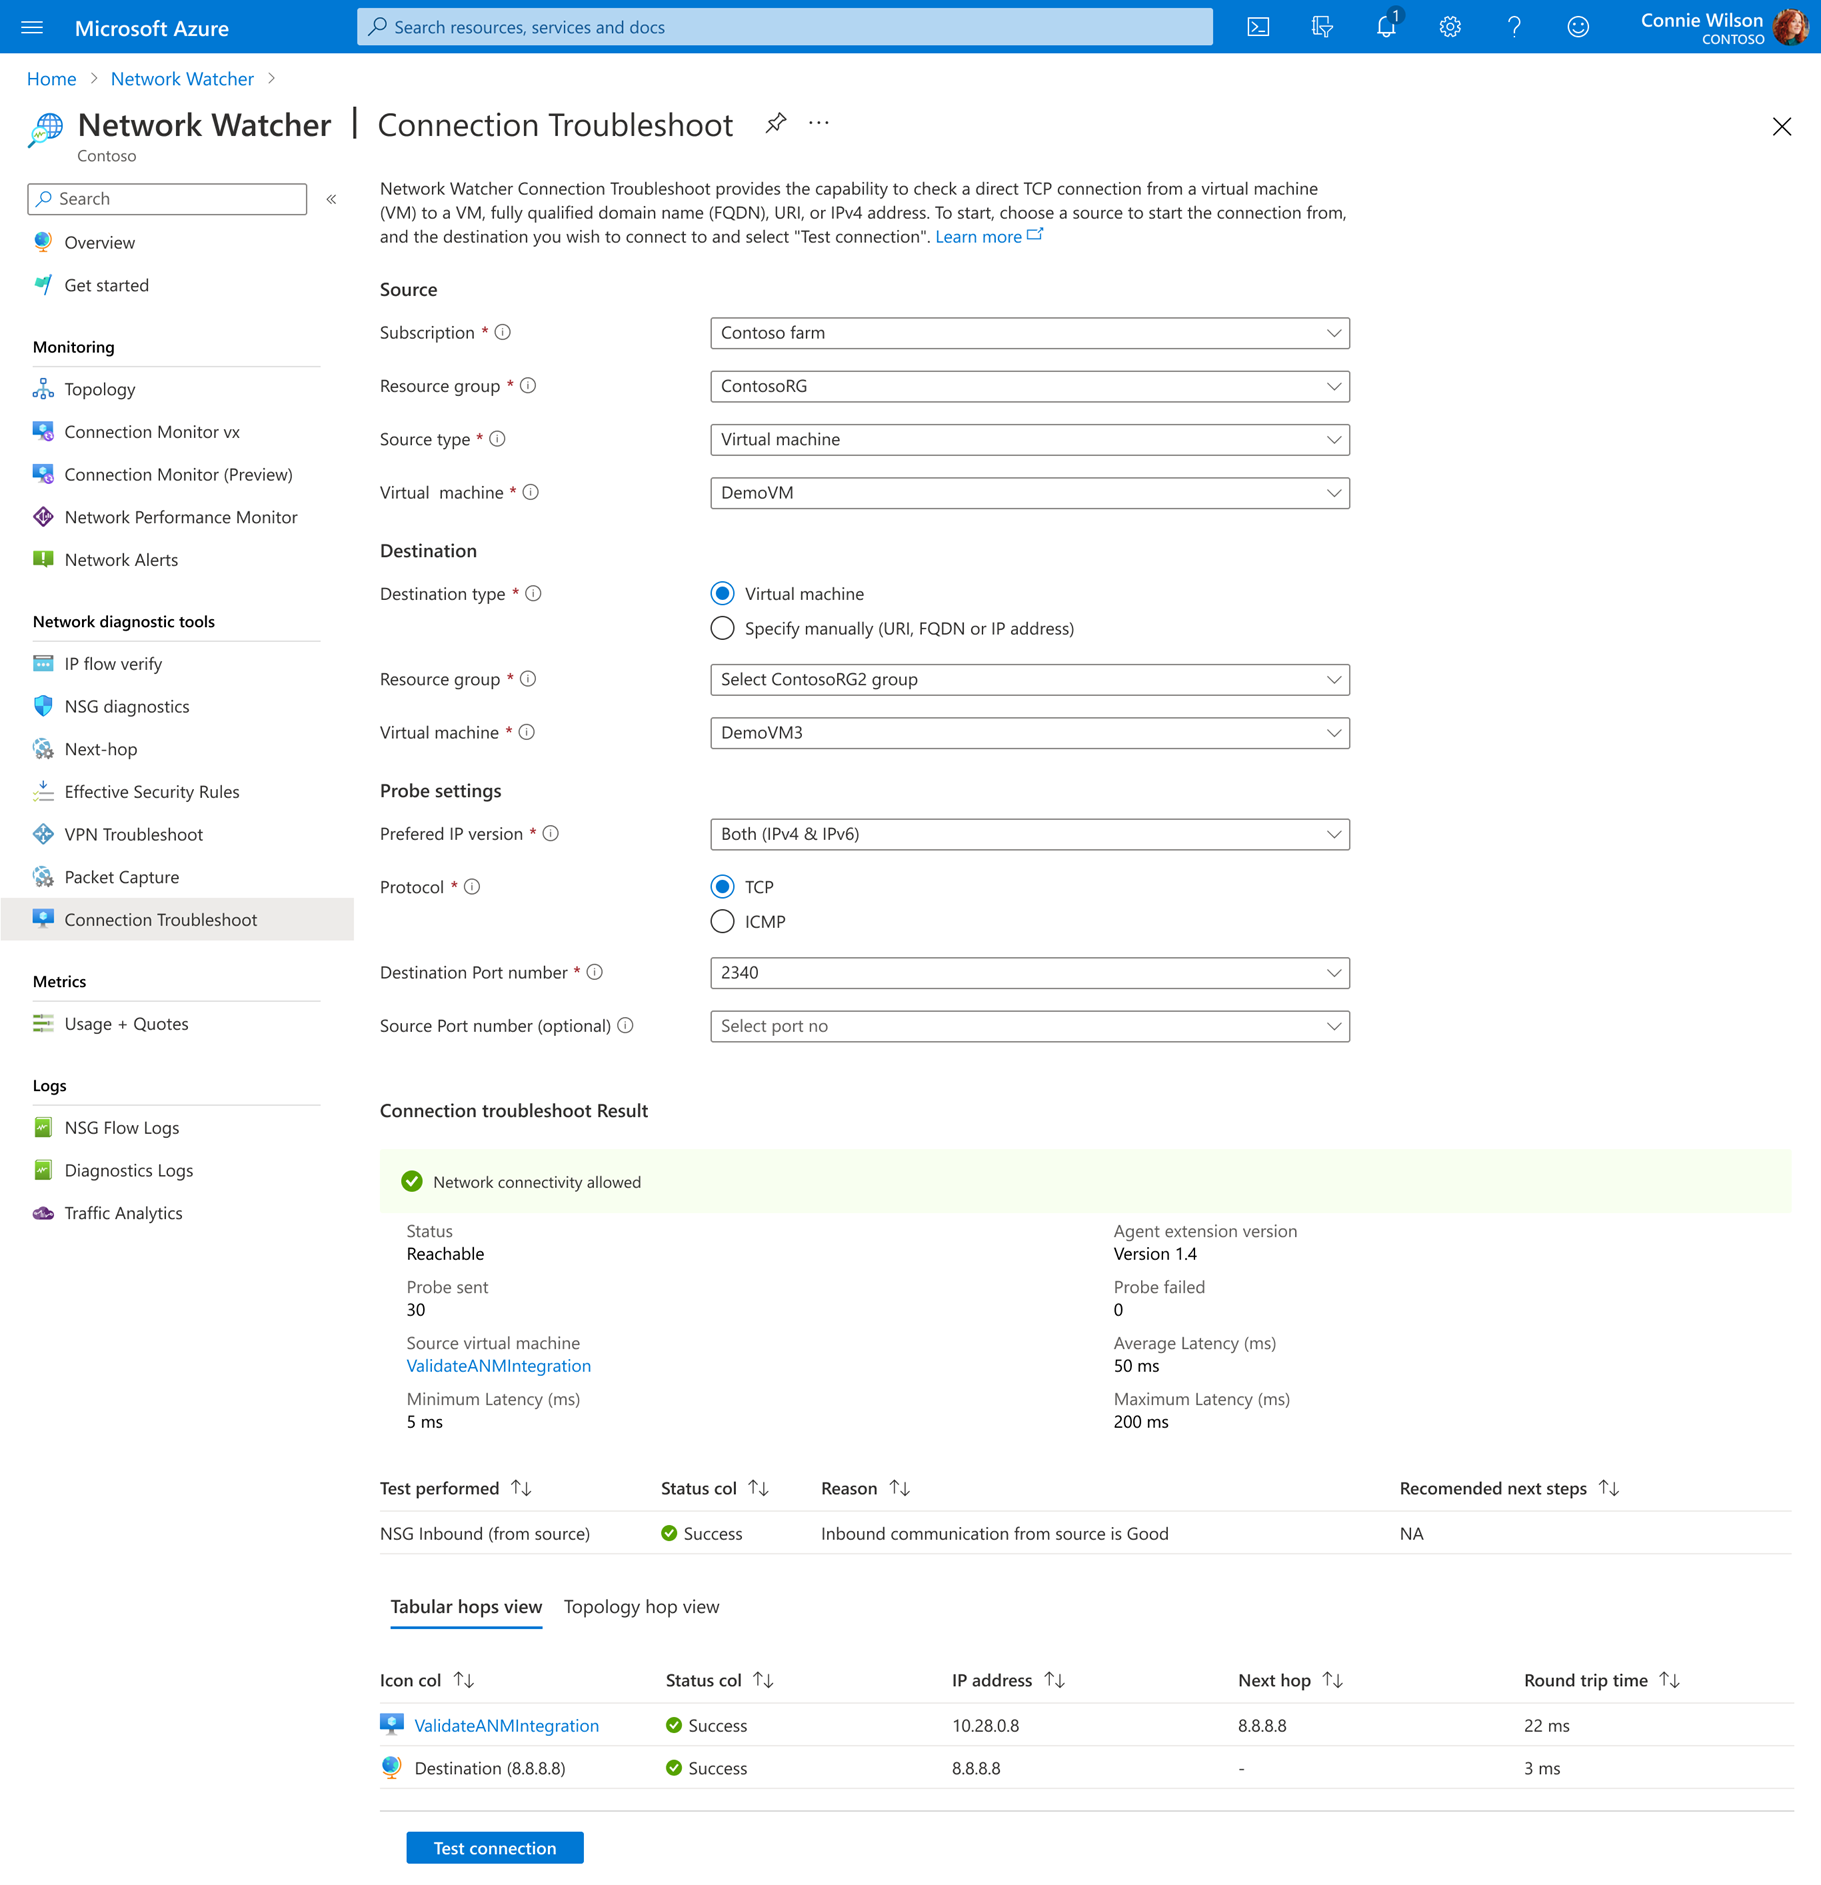 Microsoft Azure
Search resources, services and docs
1
Connie Wilson
CONTOSO
Home > Network Watcher >
Network Watcher | Connection Troubleshoot ...
Contoso
Search
«
Overview
Get started
Monitoring
Topology
Connection Monitor vx
Connection Monitor (Preview)
Network Performance Monitor
Network Alerts
Network diagnostic tools
IP flow verify
NSG diagnostics
Next-hop
Effective Security Rules
VPN Troubleshoot
Packet Capture
Connection Troubleshoot
Metrics
Usage + Quotes
Logs
NSG Flow Logs
Diagnostics Logs
Traffic Analytics
Network Watcher Connection Troubleshoot provides the capability to check a direct TCP connection from a virtual machine
(VM) to a VM, fully qualified domain name (FQDN), URI, or IPv4 address. To start, choose a source to start the connection from,
and the destination you wish to connect to and select "Test connection". Learn more
Source
Subscription * Contoso farm
Resource group * ContosoRG
Source type * Virtual machine
Virtual machine * DemoVM
Destination
Destination type * Virtual machine
Specify manually (URI, FQDN or IP address)
Resource group * Select ContosoRG2 group
Virtual machine * DemoVM3
Probe settings
Prefered IP version * Both (IPv4 & IPv6)
Protocol * TCP
ICMP
Destination Port number * 2340
Source Port number (optional) Select port no
Connection troubleshoot Result
Network connectivity allowed
Status Agent extension version
Reachable Version 1.4
Probe sent Probe failed
30 0
Source virtual machine Average Latency (ms)
ValidateANMIntegration 50 ms
Minimum Latency (ms) Maximum Latency (ms)
5 ms 200 ms
Test performed Status col Reason Recomended next steps
NSG Inbound (from source) Success Inbound communication from source is Good NA
Tabular hops view Topology hop view
Icon col Status col IP address Next hop Round trip time
ValidateANMIntegration Success 10.28.0.8 8.8.8.8 22 ms
Destination (8.8.8.8) Success 8.8.8.8 - 3 ms
Test connection